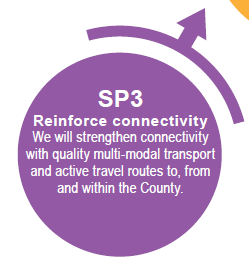 SP3
Reinforce connectivity
We will strengthen connectivity
with quality multi-modal transport
and active travel routes to, from
and within the County.